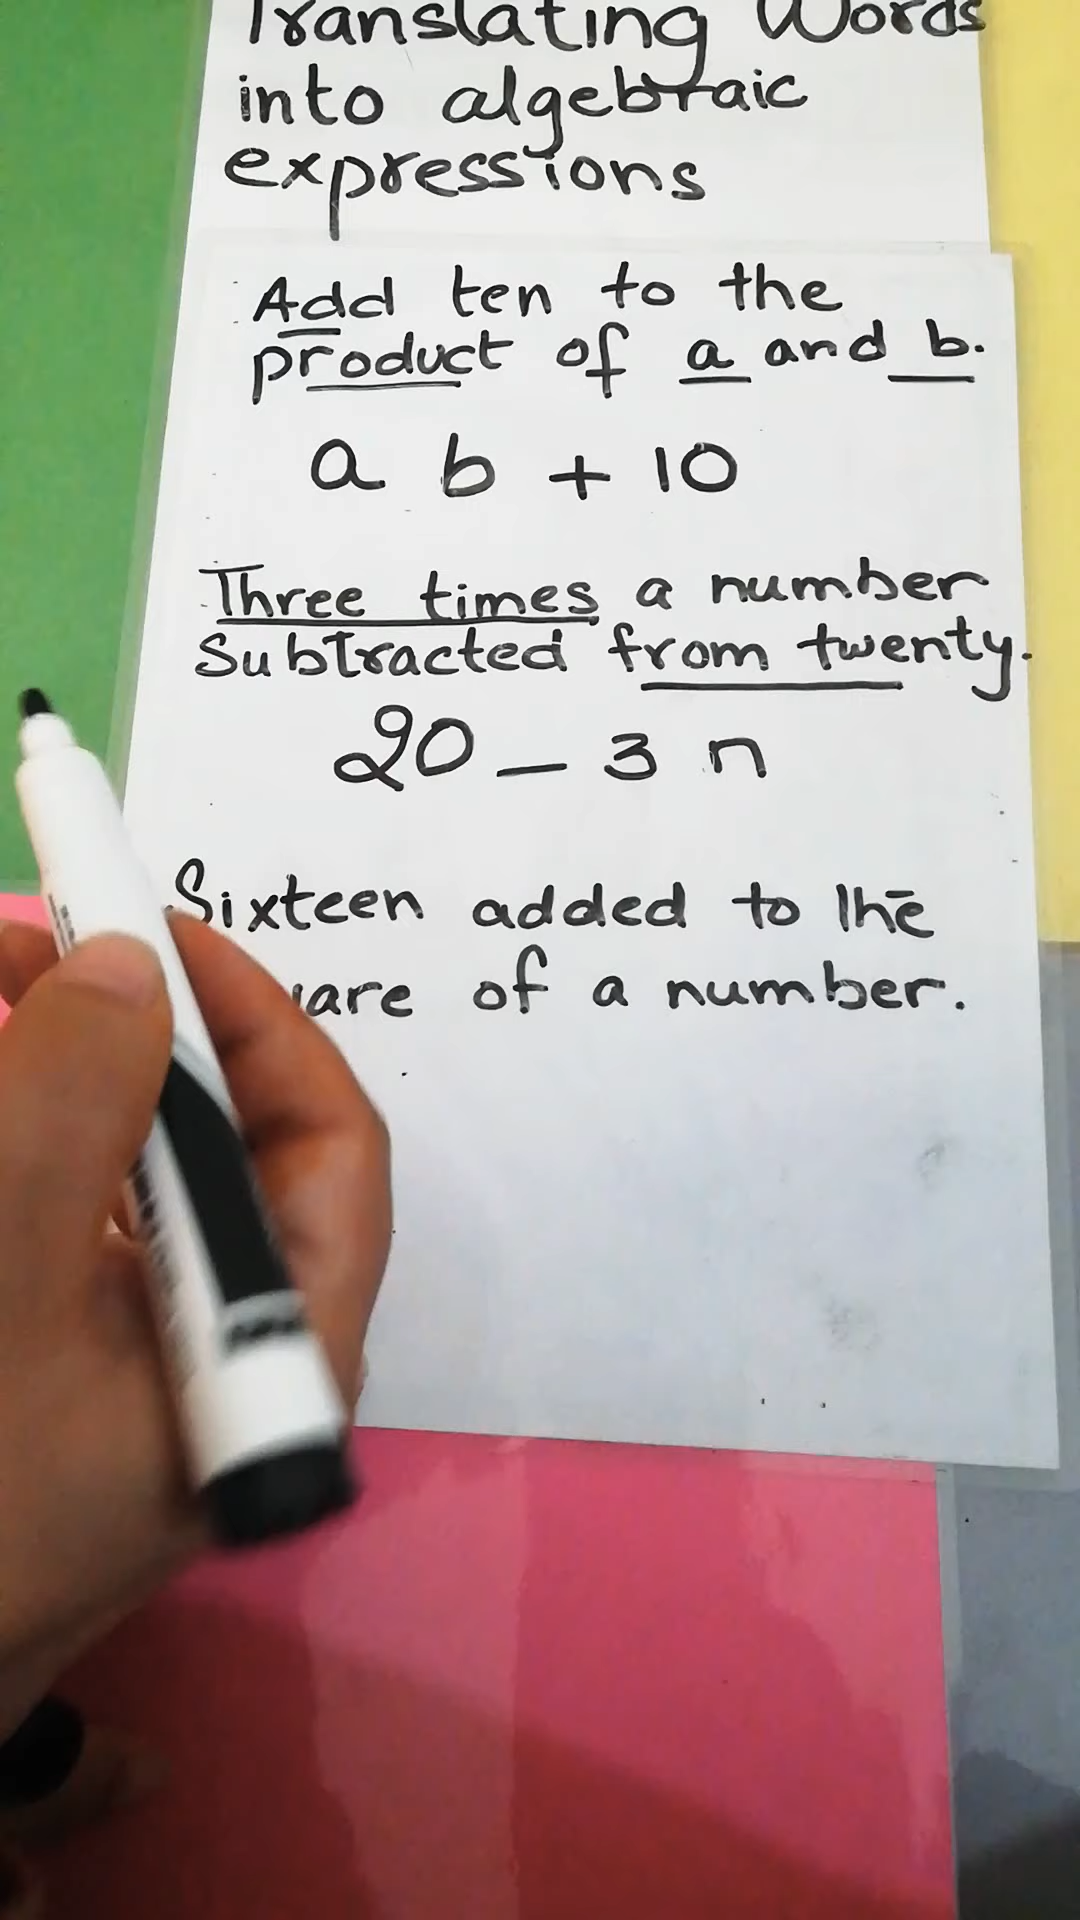 Translating Words
into algebraic
expressions
Add ten to the
product of a and b.
a b + 10
Three times a number
Subtracted from twenty.
20 - 3 n
Sixteen added to the
of a number.